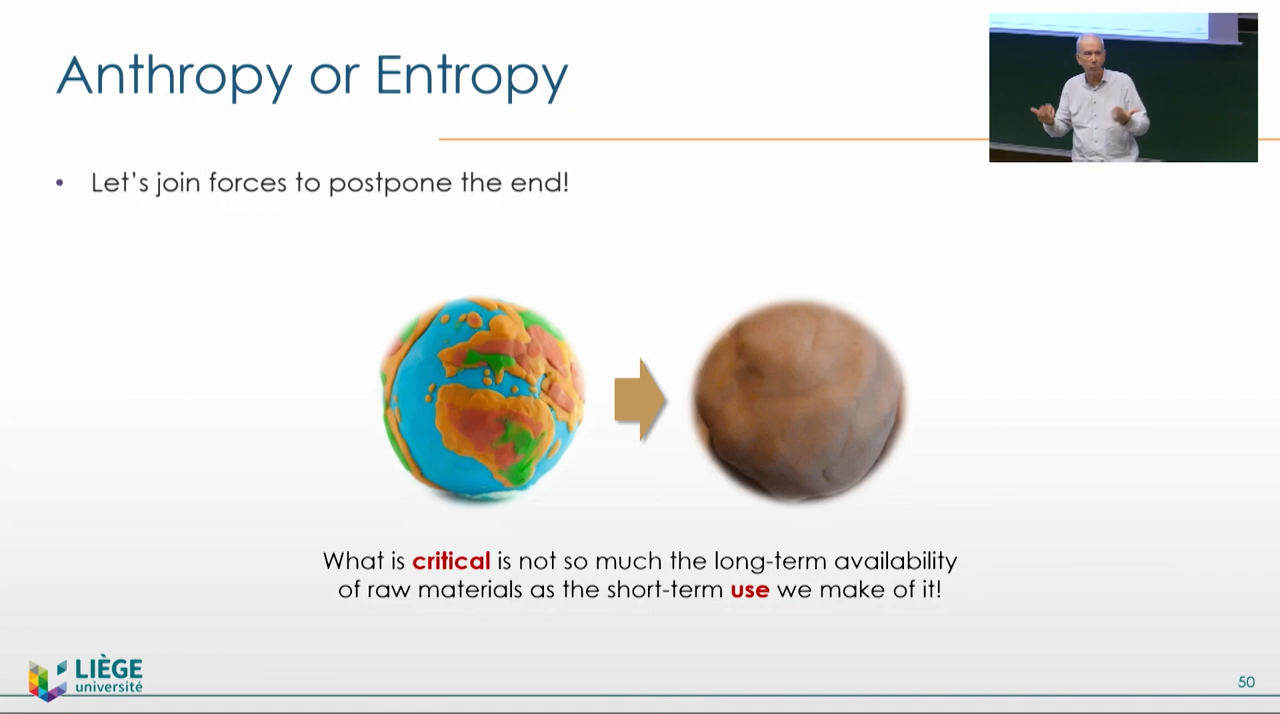 Anthropy or Entropy
• Let’s join forces to postpone the end!
What is critical is not so much the long-term availability
of raw materials as the short-term use we make of it!
LIÈGE
université
50